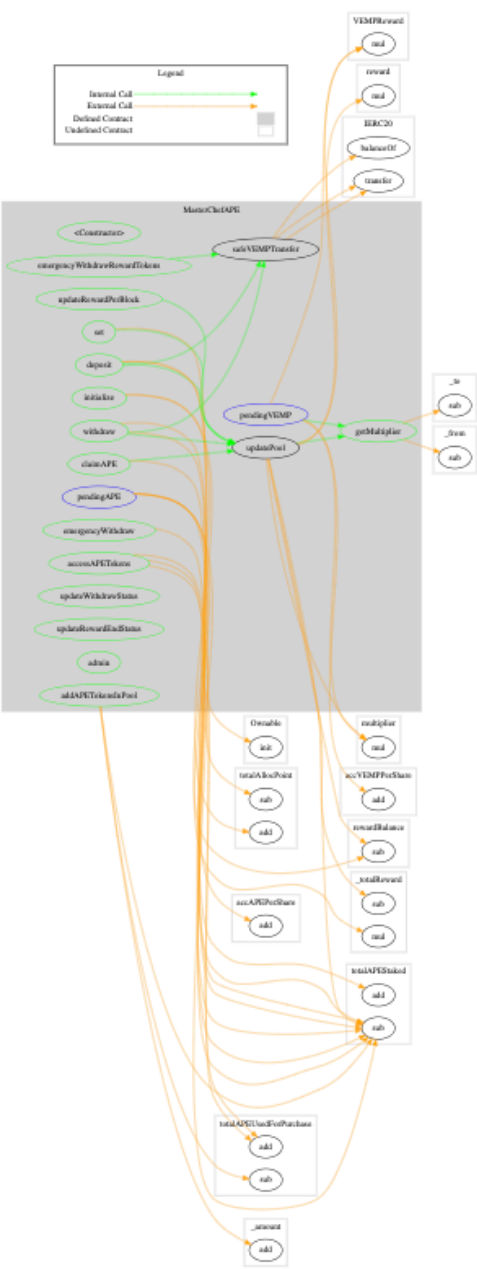 VEMPReward
mul
Legend
Internal Call
External Call
Defined Contract
Undefined Contract
reward
mul
IERC20
balanceOf
transfer
MasterChefAPE
<Constructor>
emergencyWithdrawRewardTokens
safeVEMPTransfer
updateRewardPerBlock
set
deposit
initialize
withdraw
claimAPE
pendingAPE
emergencyWithdraw
accessAPETokens
updateWithdrawStatus
updateRewardEndStatus
admin
addAPETokensInPool
pendingVEMP
updatePool
getMultiplier
_to
sub
_from
sub
Ownable
init
multiplier
mul
totalAllocPoint
sub
add
accVEMPPerShare
add
rewardBalance
sub
_totalReward
sub
mul
accAPEPerShare
add
totalAPEStaked
add
sub
totalAPEUsedForPurchase
add
sub
_amount
add